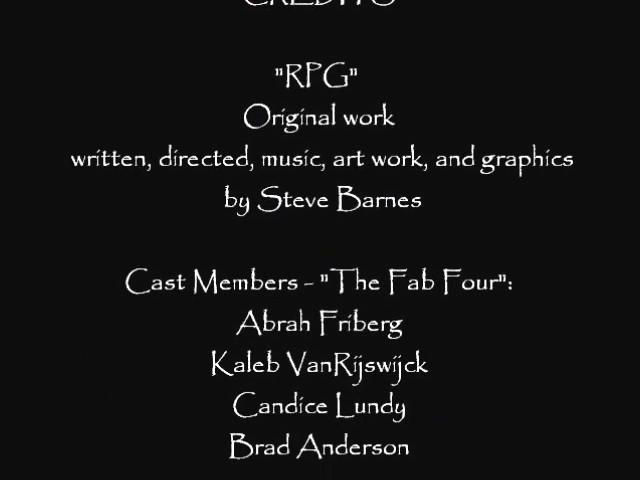 CREDITS
"RPG"
Original work
written, directed, music, art work, and graphics
by Steve Barnes
Cast Members - "The Fab Four":
Abrah Friberg
Kaleb VanRijswijck
Candice Lundy
Brad Anderson